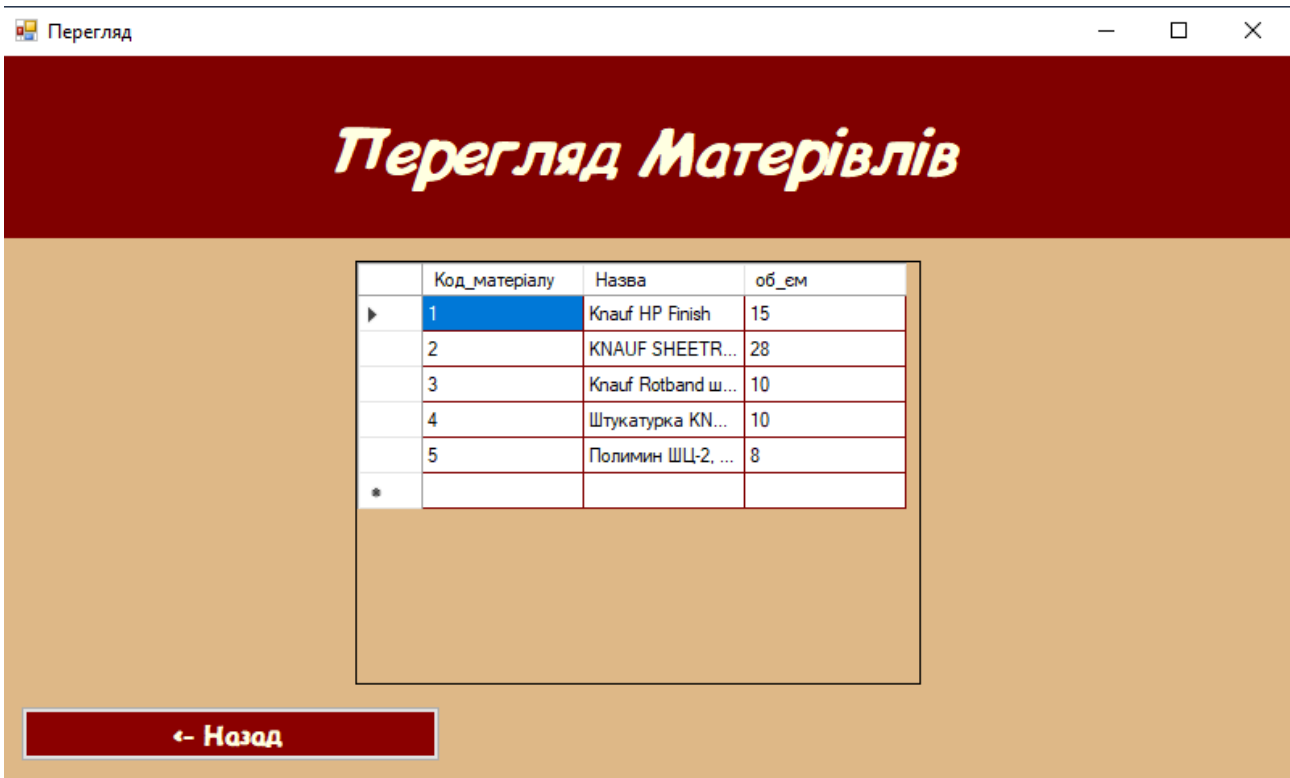 Перегляд
Перегляд Матерівлів
Код_матеріалу Назва об_єм
1 Knauf HP Finish 15
2 KNAUF SHEETR... 28
3 Knauf Rotband ш... 10
4 Штукатурка KN... 10
5 Полимин ШЦ-2, ... 8
<- Назад